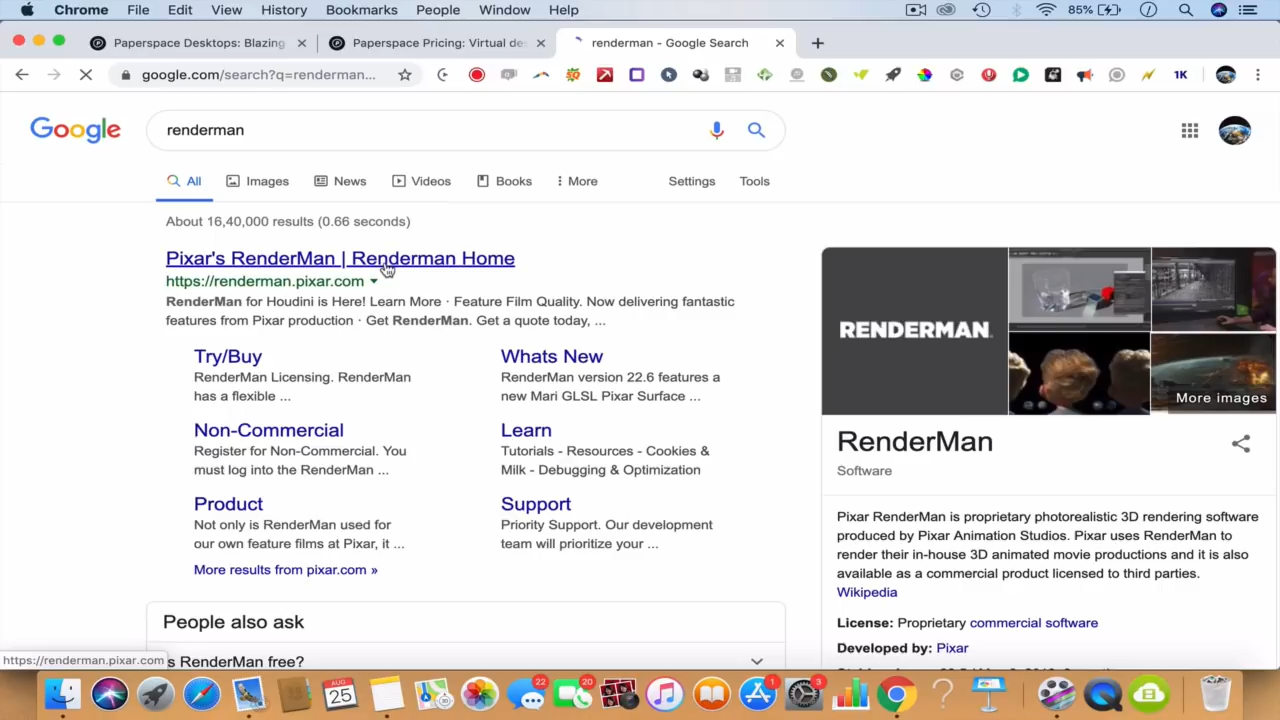 Chrome File Edit View History Bookmarks People Window Help 85%
Paperspace Desktops: Blazing Paperspace Pricing: Virtual de renderman - Google Search
google.com/search?q=renderman... 1K
Google renderman
All Images News Videos Books More Settings Tools
About 16,40,000 results (0.66 seconds)
Pixar's RenderMan | Renderman Home
https://renderman.pixar.com
RenderMan for Houdini is Here! Learn More · Feature Film Quality. Now delivering fantastic
features from Pixar production · Get RenderMan. Get a quote today, ...
Try/Buy
RenderMan Licensing. RenderMan
has a flexible ...
Whats New
RenderMan version 22.6 features a
new Mari GLSL Pixar Surface ...
Non-Commercial
Register for Non-Commercial. You
must log into the RenderMan ...
Learn
Tutorials - Resources - Cookies &
Milk - Debugging & Optimization
Product
Not only is RenderMan used for
our own feature films at Pixar, it ...
Support
Priority Support. Our development
team will prioritize your ...
More results from pixar.com »
People also ask
s RenderMan free?
https://renderman.pixar.com
RENDERMAN
More images
RenderMan
Software
Pixar RenderMan is proprietary photorealistic 3D rendering software
produced by Pixar Animation Studios. Pixar uses RenderMan to
render their in-house 3D animated movie productions and it is also
available as a commercial product licensed to third parties.
Wikipedia
License: Proprietary commercial software
Developed by: Pixar
AUG
25
22
20
1
3